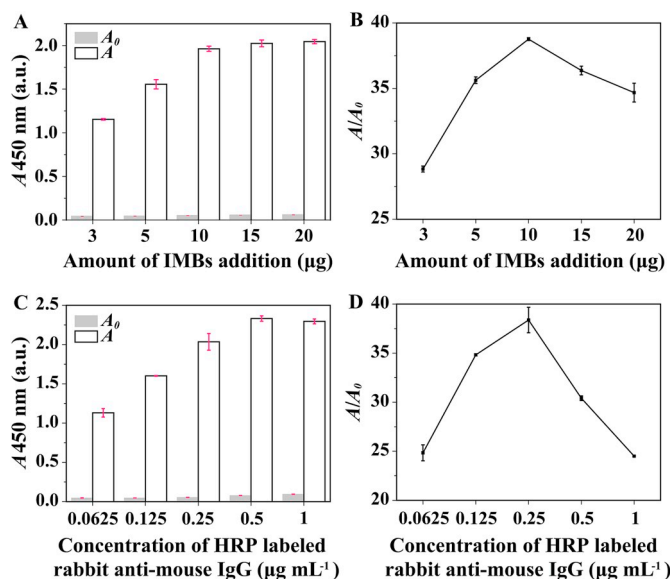 A
A0
A
A450 nm (a.u.)
2.0
1.5
1.0
0.5
0.0
3 5 10 15 20
Amount of IMBs addition (μg)
B
A/A0
40
35
30
25
3 5 10 15 20
Amount of IMBs addition (μg)
C
A0
A
A450 nm (a.u.)
2.5
2.0
1.5
1.0
0.5
0.0
0.0625 0.125 0.25 0.5 1
Concentration of HRP labeled
rabbit anti-mouse IgG (μg mL-1)
D
A/A0
40
35
30
25
20
0.0625 0.125 0.25 0.5 1
Concentration of HRP labeled
rabbit anti-mouse IgG (μg mL-1)